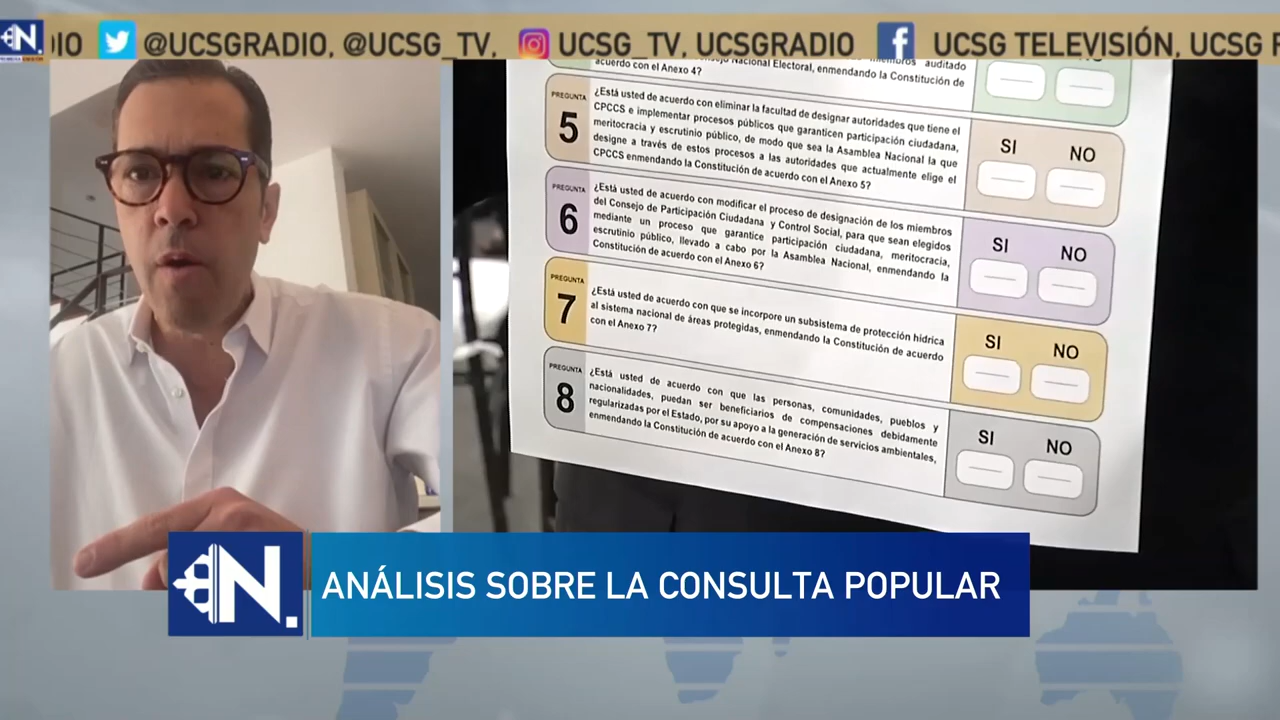 IO @UCSGRADIO, @UCSG_TV, UCSG_TV, UCSGRADIO UCSG TELEVISIÓN, UCSG
N.
miembros auditado
Nacional Electoral, enmendando la Constitución de
acuerdo con el Anexo 4?
NO
PREGUNTA
5
¿Está usted de acuerdo con eliminar la facultad de designar autoridades que tiene el
CPCCS e implementar procesos públicos que garanticen participación ciudadana,
meritocracia y escrutinio público, de modo que sea la Asamblea Nacional la que
designe a través de estos procesos a las autoridades que actualmente elige el
CPCCS enmendando la Constitución de acuerdo con el Anexo 5?
SI NO
PREGUNTA
6
¿Está usted de acuerdo con modificar el proceso de designación de los miembros
del Consejo de Participación Ciudadana y Control Social, para que sean elegidos
mediante un proceso que garantice participación ciudadana, meritocracia,
escrutinio público, llevado a cabo por la Asamblea Nacional, enmendando la
Constitución de acuerdo con el Anexo 6?
SI NO
PREGUNTA
7
¿Está usted de acuerdo con que se incorpore un subsistema de protección hídrica
al sistema nacional de áreas protegidas, enmendando la Constitución de acuerdo
con el Anexo 7?
SI NO
PREGUNTA
8
¿Está usted de acuerdo con que las personas, comunidades, pueblos y
nacionalidades, puedan ser beneficiarios de compensaciones debidamente
regularizadas por el Estado, por su apoyo a la generación de servicios ambientales,
enmendando la Constitución de acuerdo con el Anexo 8?
SI NO
N.
ANÁLISIS SOBRE LA CONSULTA POPULAR